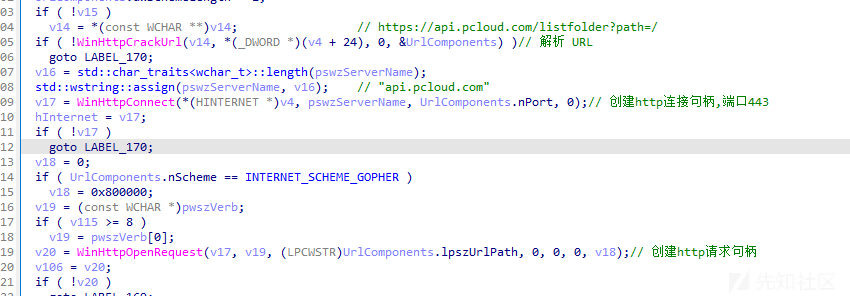 03 if ( !v15 )
04 v14 = *(const WCHAR **)v14; // https://api.pcloud.com/listfolder?path=/
05 if ( !WinHttpCrackUrl(v14, *(_DWORD *)(v4 + 24), 0, &UrlComponents) )// 解析 URL
06 goto LABEL_170;
07 v16 = std::char_traits<wchar_t>::length(pswzServerName);
08 std::wstring::assign(pswzServerName, v16); // "api.pcloud.com"
09 v17 = WinHttpConnect(*(HINTERNET *)v4, pswzServerName, UrlComponents.nPort, 0);// 创建http连接句柄,端口443
10 hInternet = v17;
11 if ( !v17 )
12 goto LABEL_170;
13 v18 = 0;
14 if ( UrlComponents.nScheme == INTERNET_SCHEME_GOPHER )
15 v18 = 0x800000;
16 v19 = (const WCHAR *)pwszVerb;
17 if ( v115 >= 8 )
18 v19 = pwszVerb[0];
19 v20 = WinHttpOpenRequest(v17, v19, (LPCWSTR)UrlComponents.lpszUrlPath, 0, 0, 0, v18);// 创建http请求句柄
20 v106 = v20;
21 if ( !v20 )
先知社区